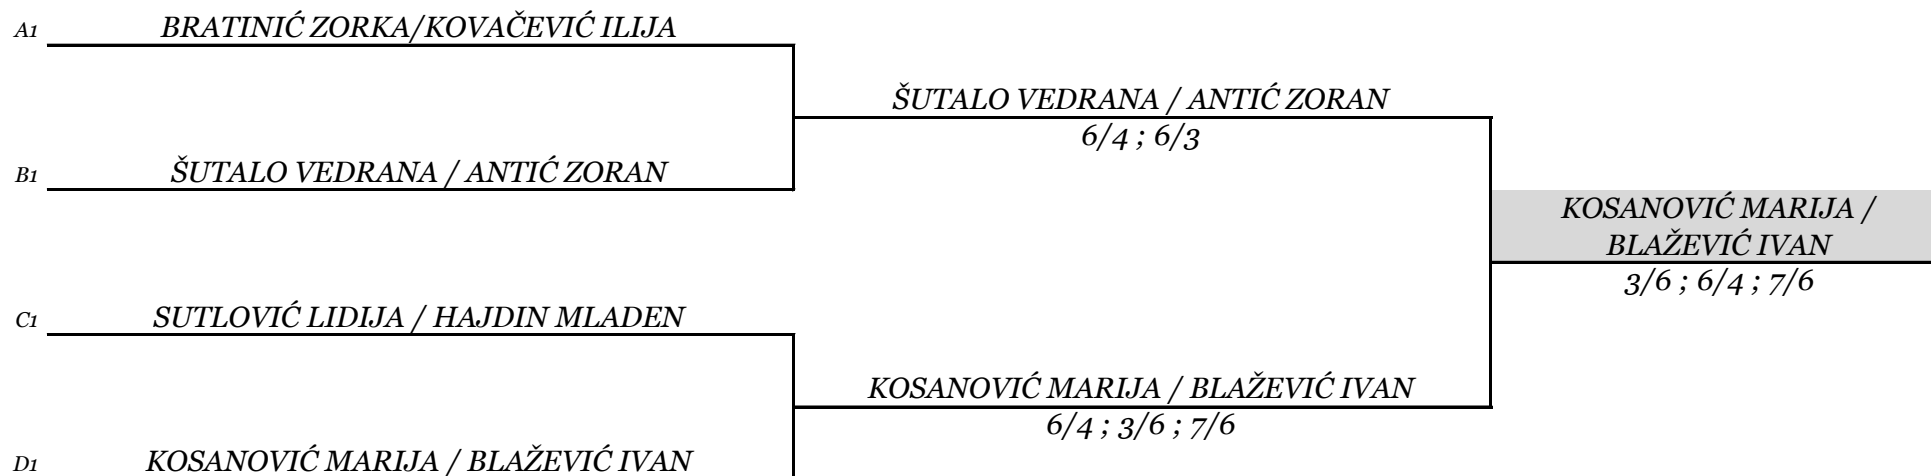 A1 BRATINIĆ ZORKA/KOVAČEVIĆ ILIJA
ŠUTALO VEDRANA / ANTIĆ ZORAN
6/4 ; 6/3
B1 ŠUTALO VEDRANA / ANTIĆ ZORAN
KOSANOVIĆ MARIJA /
BLAŽEVIĆ IVAN
3/6 ; 6/4 ; 7/6
C1 SUTLOVIĆ LIDIJA / HAJDIN MLADEN
KOSANOVIĆ MARIJA / BLAŽEVIĆ IVAN
6/4 ; 3/6 ; 7/6
D1 KOSANOVIĆ MARIJA / BLAŽEVIĆ IVAN